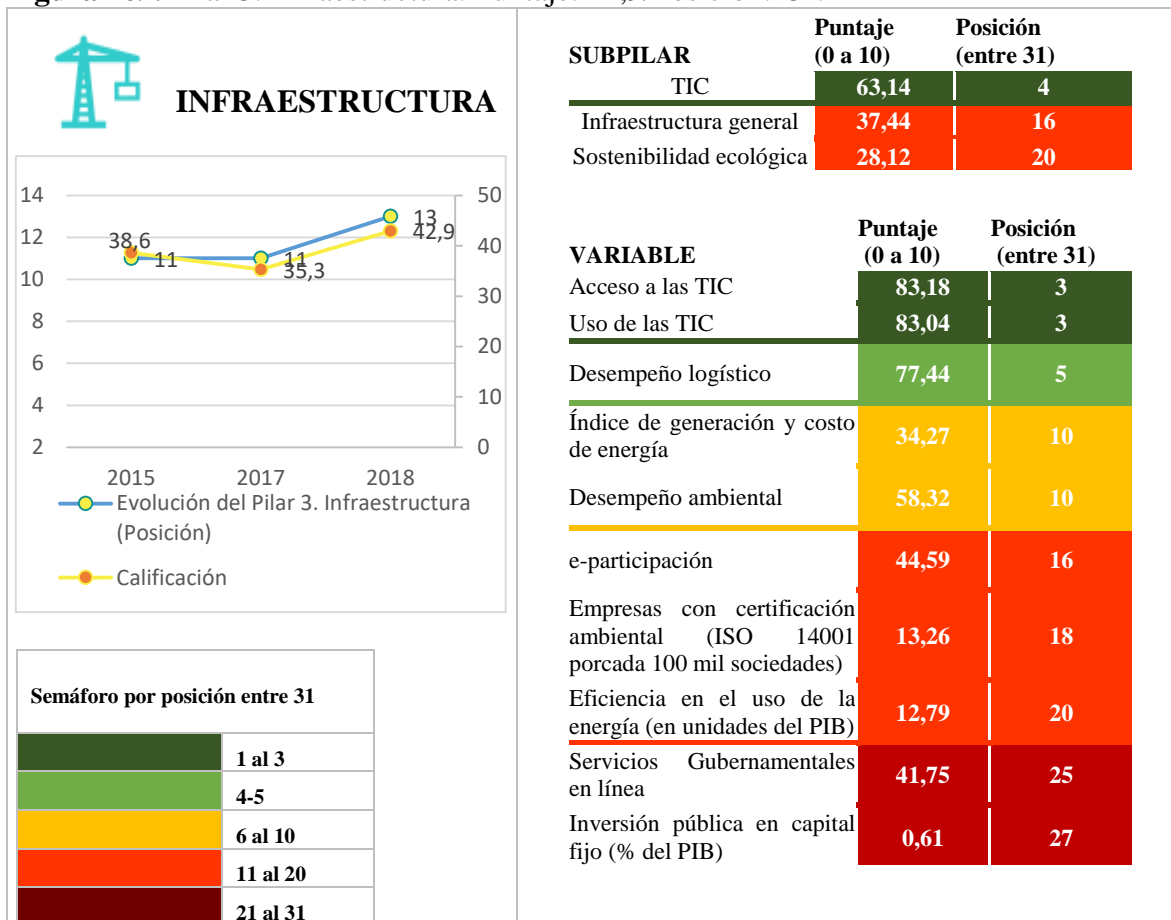 INFRAESTRUCTURA
14
12
10
8
6
4
2
50
40
30
20
10
0
38,6
11
11
35,3
13
42,9
2015 2017 2018
Evolución del Pilar 3. Infraestructura
(Posición)
Calificación
Semáforo por posición entre 31
1 al 3
4-5
6 al 10
11 al 20
21 al 31
SUBPILAR Puntaje (0 a 10) Posición (entre 31)
TIC 63,14 4
Infraestructura general 37,44 16
Sostenibilidad ecológica 28,12 20
VARIABLE Puntaje (0 a 10) Posición (entre 31)
Acceso a las TIC 83,18 3
Uso de las TIC 83,04 3
Desempeño logístico 77,44 5
Índice de generación y costo
de energía 34,27 10
Desempeño ambiental 58,32 10
e-participación 44,59 16
Empresas con certificación
ambiental (ISO 14001
porcada 100 mil sociedades) 13,26 18
Eficiencia en el uso de la
energía (en unidades del PIB) 12,79 20
Servicios Gubernamentales
en línea 41,75 25
Inversión pública en capital
fijo (% del PIB) 0,61 27